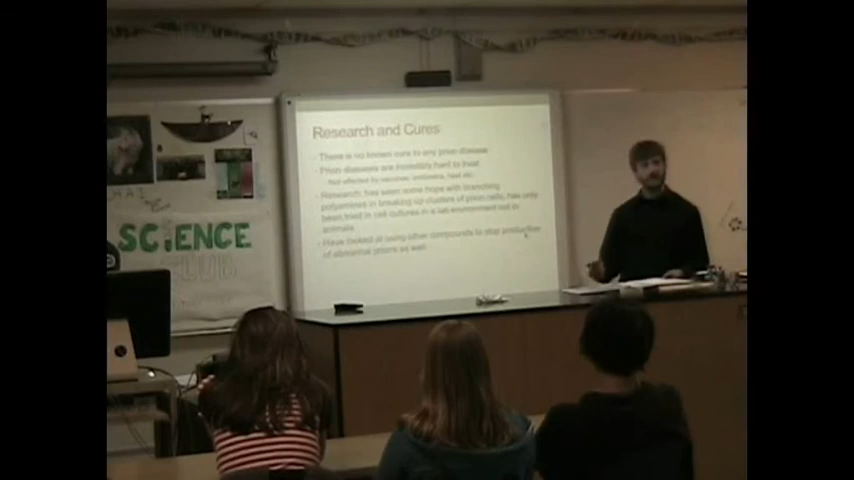 Research and Cures
There is no known cure to any prion disease
Prion diseases are incredibly hard to treat
Not effected by vaccines, antibiotics, heat etc.
Research: has seen some hope with branching
polyamines in breaking up clusters of prion cells, has only
been tried in cell cultures in a lab environment not in
animals
Have looked at using other compounds to stop production
of abnormal prions as well
SCIENCE
CLUB